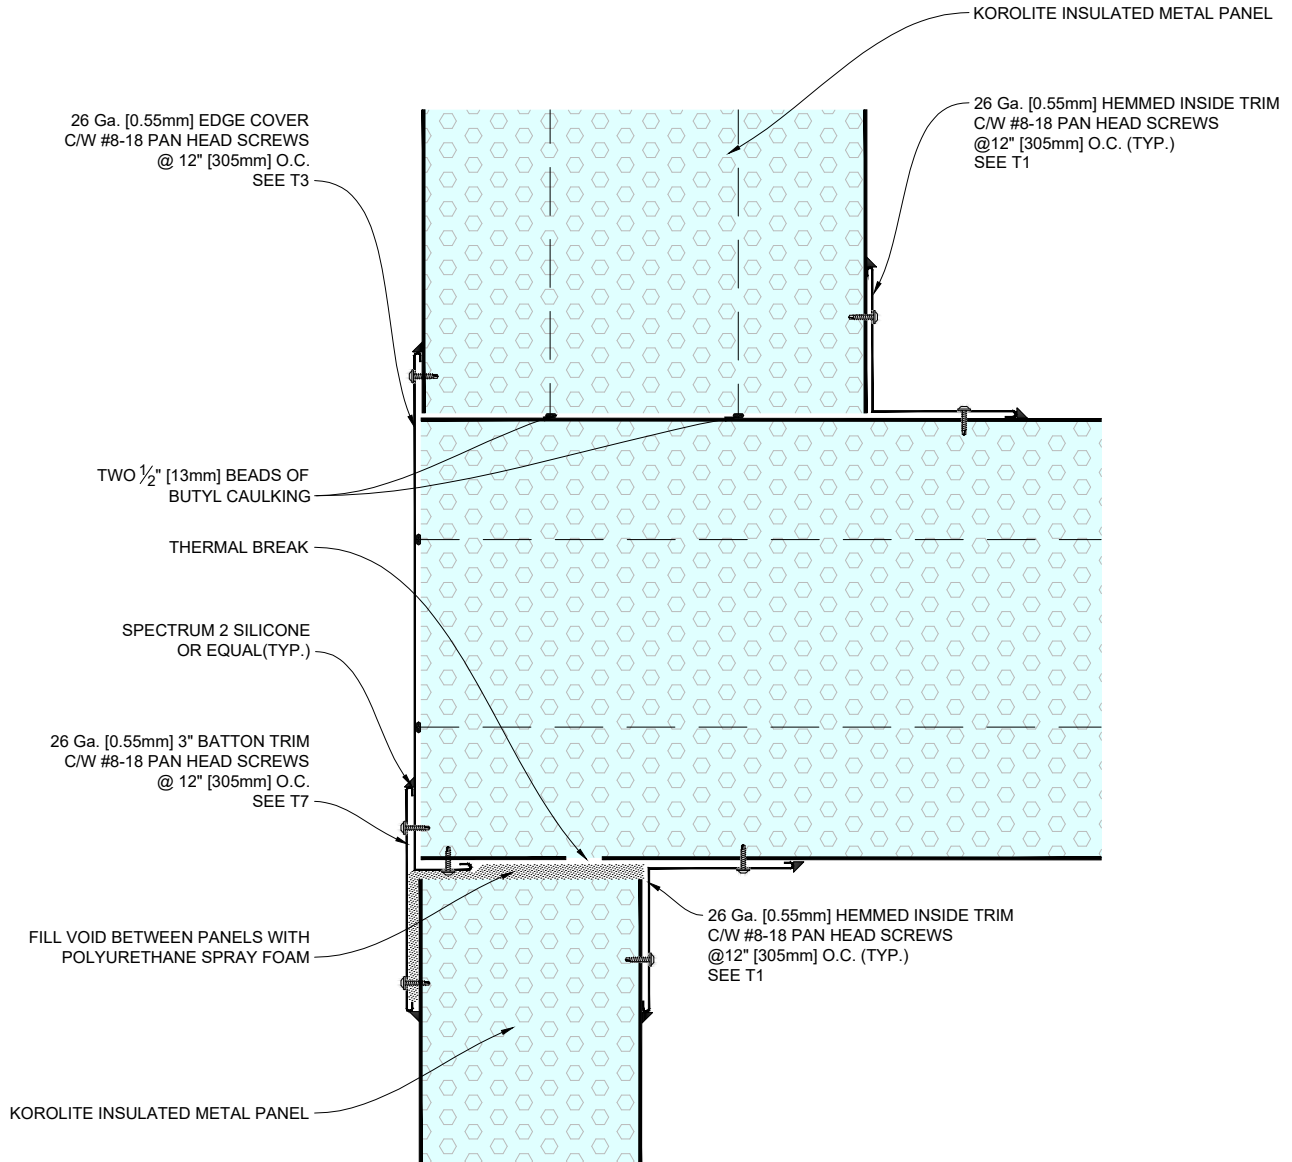 KOROLITE INSULATED METAL PANEL
26 Ga. [0.55mm] HEMMED INSIDE TRIM
C/W #8-18 PAN HEAD SCREWS
@12" [305mm] O.C. (TYP.)
SEE T1
26 Ga. [0.55mm] EDGE COVER
C/W #8-18 PAN HEAD SCREWS
@ 12" [305mm] O.C.
SEE T3
TWO 1/2" [13mm] BEADS OF
BUTYL CAULKING
THERMAL BREAK
SPECTRUM 2 SILICONE
OR EQUAL(TYP.)
26 Ga. [0.55mm] 3" BATTON TRIM
C/W #8-18 PAN HEAD SCREWS
@ 12" [305mm] O.C.
SEE T7
FILL VOID BETWEEN PANELS WITH
POLYURETHANE SPRAY FOAM
26 Ga. [0.55mm] HEMMED INSIDE TRIM
C/W #8-18 PAN HEAD SCREWS
@12" [305mm] O.C. (TYP.)
SEE T1
KOROLITE INSULATED METAL PANEL